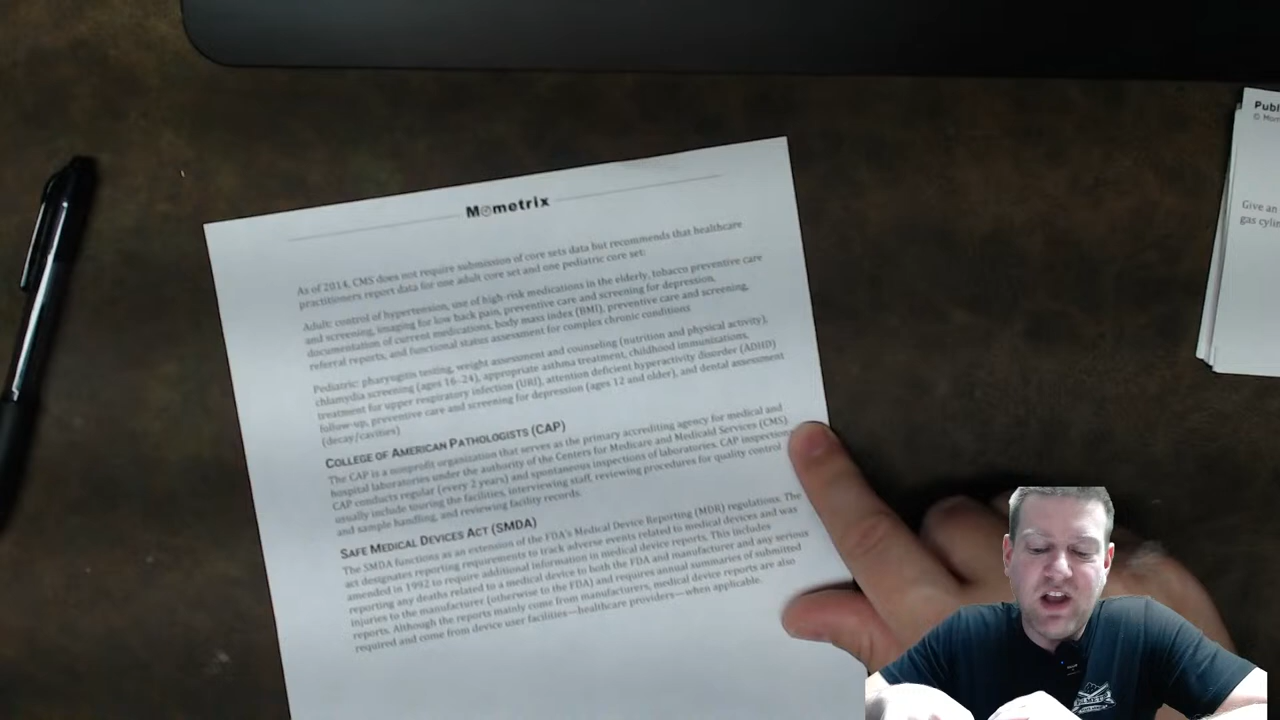 Mometrix
As of 2014, CMS does not require submission of core sets data but recommends that healthcare
practitioners report data for one adult core set and one pediatric core set:
Adult: control of hypertension, use of high-risk medications in the elderly, tobacco preventive care
and screening, imaging for low back pain, preventive care and screening for depression,
documentation of current medications, body mass index (BMI), preventive care and screening,
referral reports, and functional status assessment for complex chronic conditions
Pediatric: pharyngitis testing, weight assessment and counseling (nutrition and physical activity),
chlamydia screening (ages 16–24), appropriate asthma treatment, childhood immunizations,
treatment for upper respiratory infection (URI), attention deficit hyperactivity disorder (ADHD)
follow-up, preventive care and screening for depression (ages 12 and older), and dental assessment
(decay/cavities)
COLLEGE OF AMERICAN PATHOLOGISTS (CAP)
The CAP is a nonprofit organization that serves as the primary accrediting agency for medical and
hospital laboratories under the authority of the Centers for Medicare and Medicaid Services (CMS).
CAP conducts regular (every 2 years) and spontaneous inspections of laboratories. CAP inspections
usually include touring the facilities, interviewing staff, reviewing procedures for quality control
and sample handling, and reviewing facility records.
SAFE MEDICAL DEVICES ACT (SMDA)
The SMDA functions as an extension of the FDA's Medical Device Reporting (MDR) regulations. The
act designates reporting requirements to track adverse events related to medical devices and was
amended in 1992 to require additional information in medical device reports. This includes
reporting any deaths related to a medical device to both the FDA and manufacturer and any serious
injuries to the manufacturer (otherwise to the FDA) and requires annual summaries of submitted
reports. Although the reports mainly come from manufacturers, medical device reports are also
required and come from device user facilities—healthcare providers—when applicable.
Publ
© Mom
Give an
gas cylin